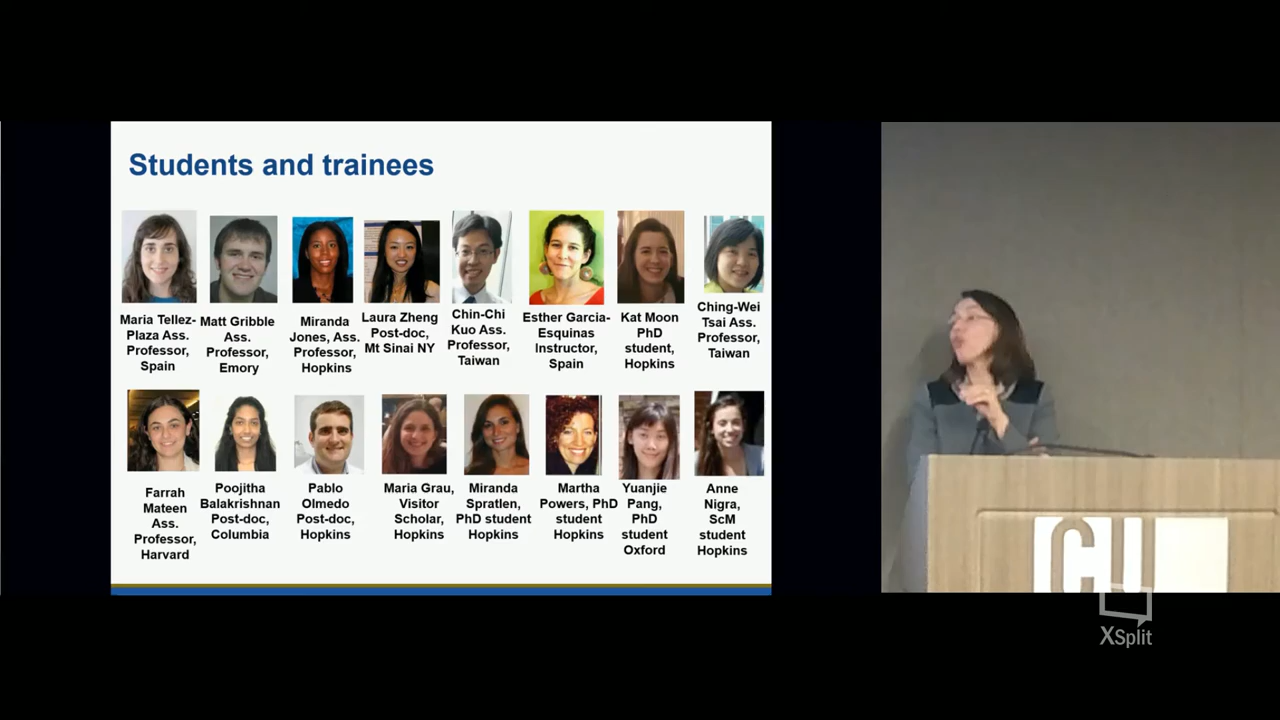 Students and trainees
Maria Tellez-
Plaza Ass.
Professor,
Spain
Matt Gribble
Ass.
Professor,
Emory
Miranda
Jones, Ass.
Professor,
Hopkins
Laura Zheng
Post-doc,
Mt Sinai NY
Chin-Chi
Kuo Ass.
Professor,
Taiwan
Esther Garcia-
Esquinas
Instructor,
Spain
Kat Moon
PhD
student,
Hopkins
Ching-Wei
Tsai Ass.
Professor,
Taiwan
Farrah
Mateen
Ass.
Professor,
Harvard
Poojitha
Balakrishnan
Post-doc,
Columbia
Pablo
Olmedo
Post-doc,
Hopkins
Maria Grau,
Visitor
Scholar,
Hopkins
Miranda
Spratlen,
PhD student
Hopkins
Martha
Powers, PhD
student
Hopkins
Yuanjie
Pang,
PhD
student
Oxford
Anne
Nigra,
ScM
student
Hopkins
CU
XSplit